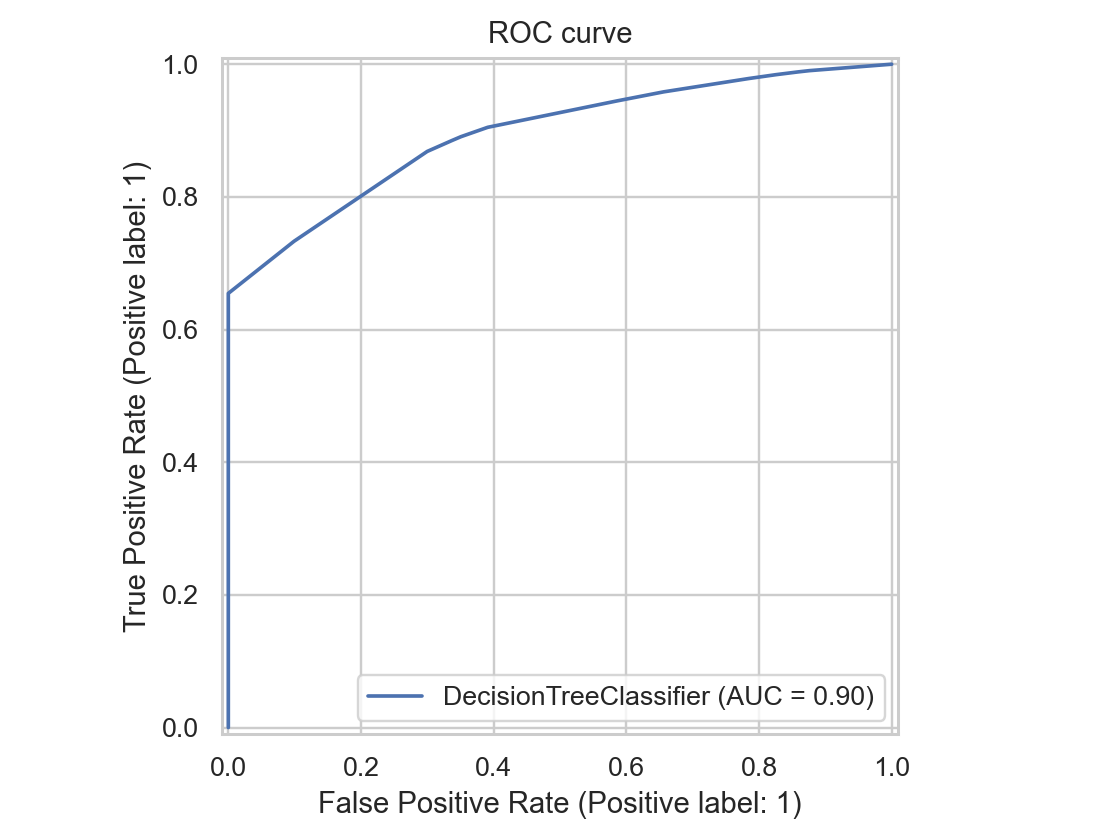 ROC curve
True Positive Rate (Positive label: 1)
1.0
0.8
0.6
0.4
0.2
0.0
DecisionTreeClassifier (AUC = 0.90)
0.0 0.2 0.4 0.6 0.8 1.0
False Positive Rate (Positive label: 1)